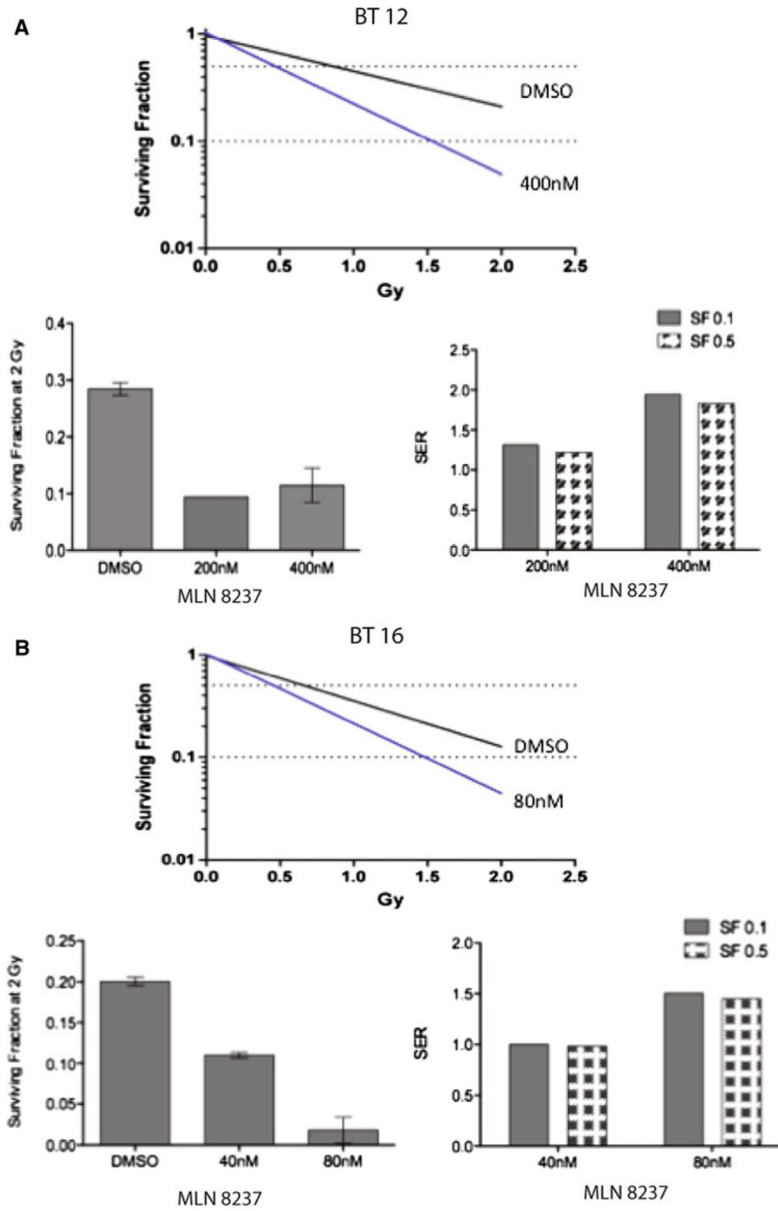 A
BT 12
Surviving Fraction
1
0.1
0.01
DMSO
400nM
0.0 0.5 1.0 1.5 2.0 2.5
Gy
Surviving Fraction at 2 Gy
0.4
0.3
0.2
0.1
0.0
DMSO 200nM 400nM
MLN 8237
SF 0.1
SF 0.5
SER
2.5
2.0
1.5
1.0
0.5
0.0
200nM 400nM
MLN 8237
B
BT 16
Surviving Fraction
1
0.1
0.01
DMSO
80nM
0.0 0.5 1.0 1.5 2.0 2.5
Gy
Surviving Fraction at 2 Gy
0.25
0.20
0.15
0.10
0.05
0.00
DMSO 40nM 80nM
MLN 8237
SF 0.1
SF 0.5
SER
2.0
1.5
1.0
0.5
0.0
40nM 80nM
MLN 8237